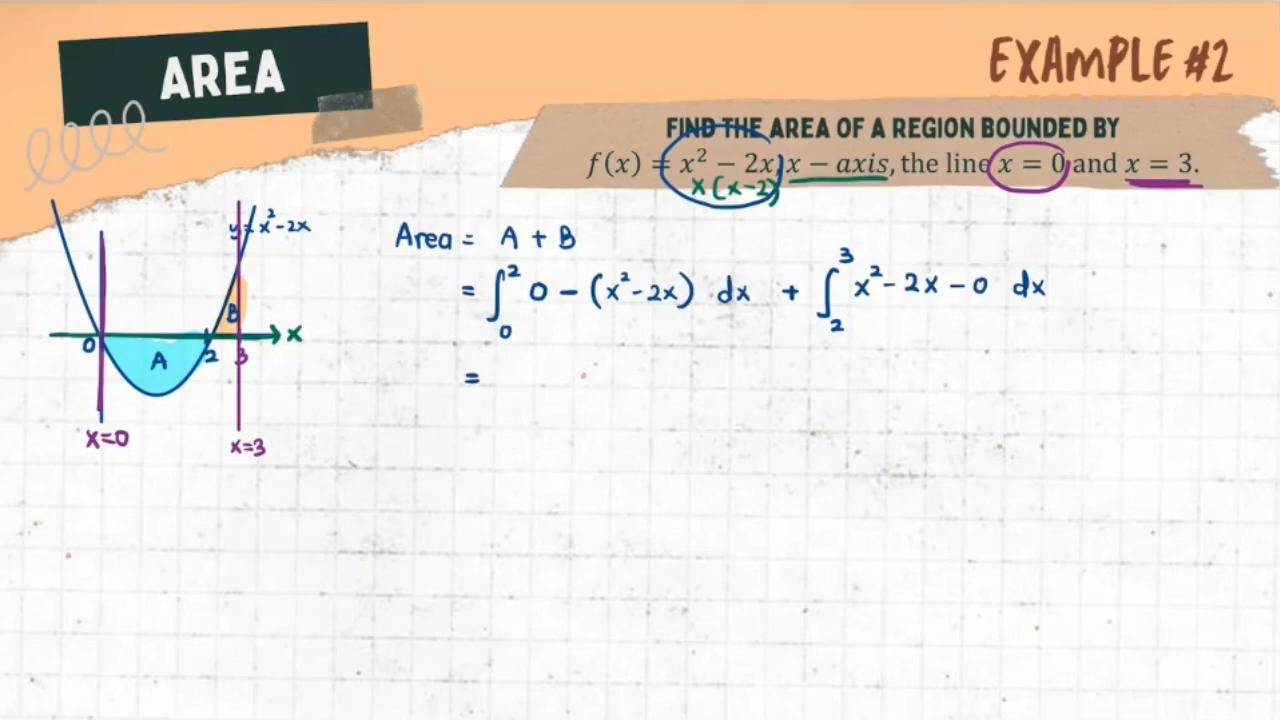 AREA
EXAMPLE #2
FIND THE AREA OF A REGION BOUNDED BY
f(x) = x² − 2x, x − axis, the line x = 0 and x = 3.
x(x-2)
y=x²-2x
Area = A + B
= ∫₀² 0 − (x²-2x) dx + ∫₂³ x²-2x-0 dx
=
B
x
0
A
2
3
x=0
x=3